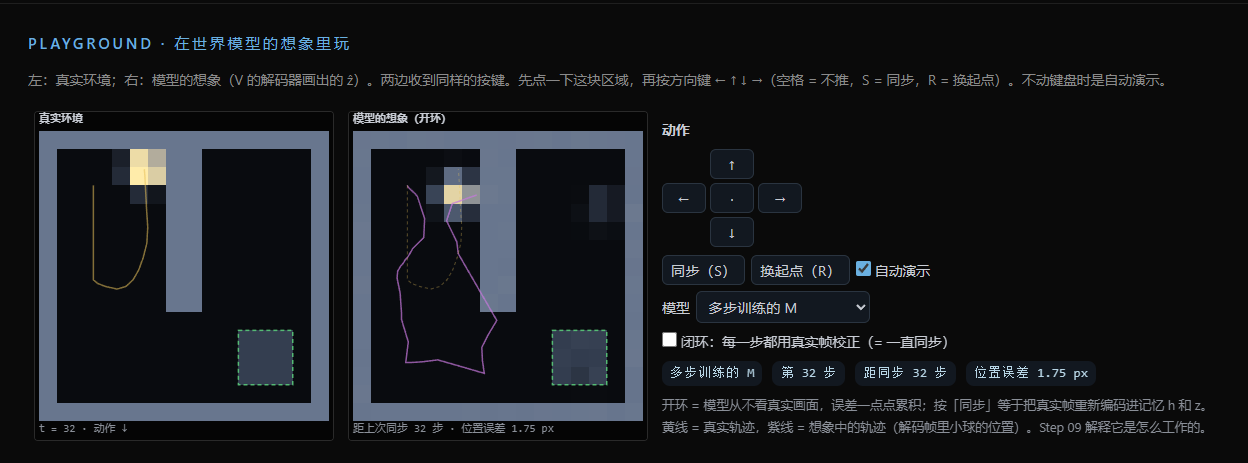 PLAYGROUND · 在世界模型的想象里玩
左：真实环境；右：模型的想象（V 的解码器画出的 ẑ）。两边收到同样的按键。先点一下这块区域，再按方向键 ←↑↓→（空格 = 不推，S = 同步，R = 换起点）。不动键盘时是自动演示。
真实环境
模型的想象（开环）
动作
↑
← · →
↓
同步（S） 换起点（R） 自动演示
模型 多步训练的 M
闭环：每一步都用真实帧校正（= 一直同步）
多步训练的 M 第 32 步 距同步 32 步 位置误差 1.75 px
开环 = 模型从不看真实画面，误差一点点累积；按「同步」等于把真实帧重新编码进记忆 h 和 z。
黄线 = 真实轨迹，紫线 = 想象中的轨迹（解码帧里小球的位置）。Step 09 解释它是怎么工作的。
t = 32 · 动作 ↓
距上次同步 32 步 · 位置误差 1.75 px